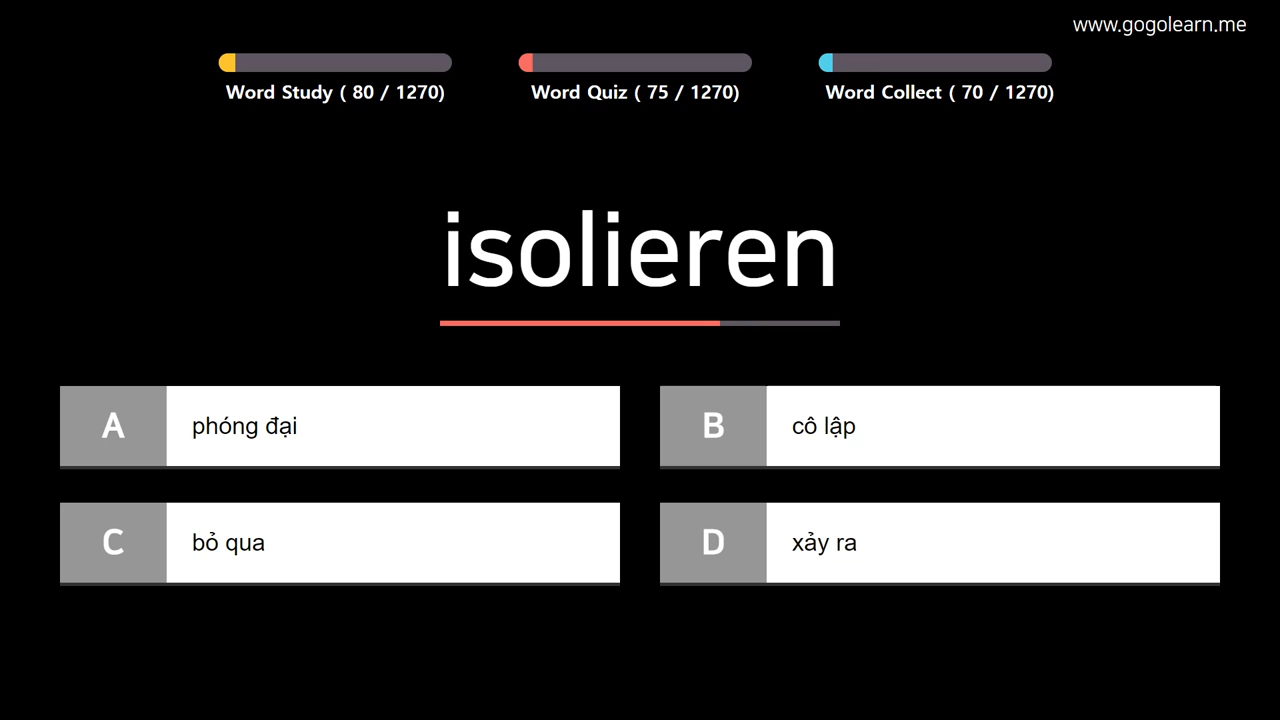 www.gogolearn.me
Word Study ( 80 / 1270)
Word Quiz ( 75 / 1270)
Word Collect ( 70 / 1270)
isolieren
A phóng đại
B cô lập
C bỏ qua
D xảy ra